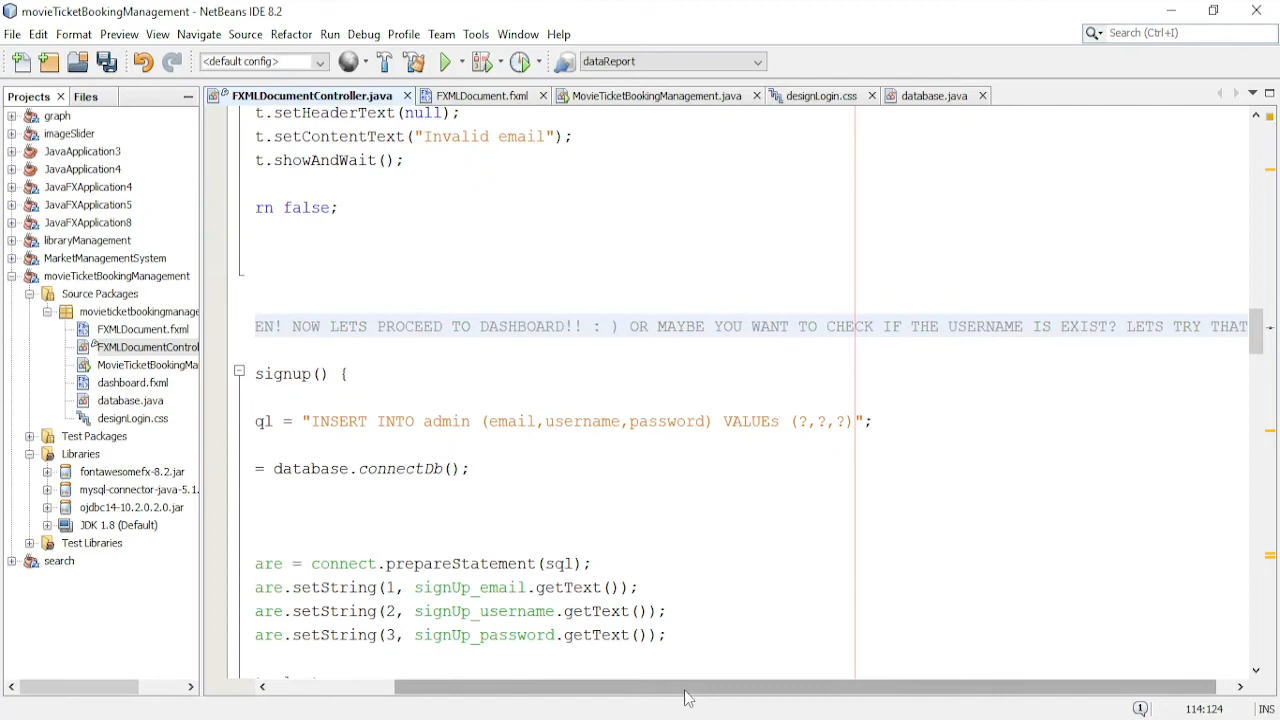 movieTicketBookingManagement - NetBeans IDE 8.2
File Edit Format Preview View Navigate Source Refactor Run Debug Profile Team Tools Window Help
Search (Ctrl+I)
<default config>
dataReport
Projects
Files
FXMLDocumentController.java
FXMLDocument.fxml
MovieTicketBookingManagement.java
designLogin.css
database.java
graph
imageSlider
JavaApplication3
JavaApplication4
JavaFXApplication4
JavaFXApplication5
JavaFXApplication8
libraryManagement
MarketManagementSystem
movieTicketBookingManagement
Source Packages
movieticketbookingmanage
FXMLDocument.fxml
FXMLDocumentControl
MovieTicketBookingMa
dashboard.fxml
database.java
designLogin.css
Test Packages
Libraries
fontawesomefx-8.2.jar
mysql-connector-java-5.1.
ojdbc14-10.2.0.2.0.jar
JDK 1.8 (Default)
Test Libraries
search
t.setHeaderText(null);
t.setContentText("Invalid email");
t.showAndWait();
rn false;
EN! NOW LETS PROCEED TO DASHBOARD!! : ) OR MAYBE YOU WANT TO CHECK IF THE USERNAME IS EXIST? LETS TRY THAT
signup() {
ql = "INSERT INTO admin (email,username,password) VALUEs (?,?,?)";
= database.connectDb();
are = connect.prepareStatement(sql);
are.setString(1, signUp_email.getText());
are.setString(2, signUp_username.getText());
are.setString(3, signUp_password.getText());
1
114:124
INS